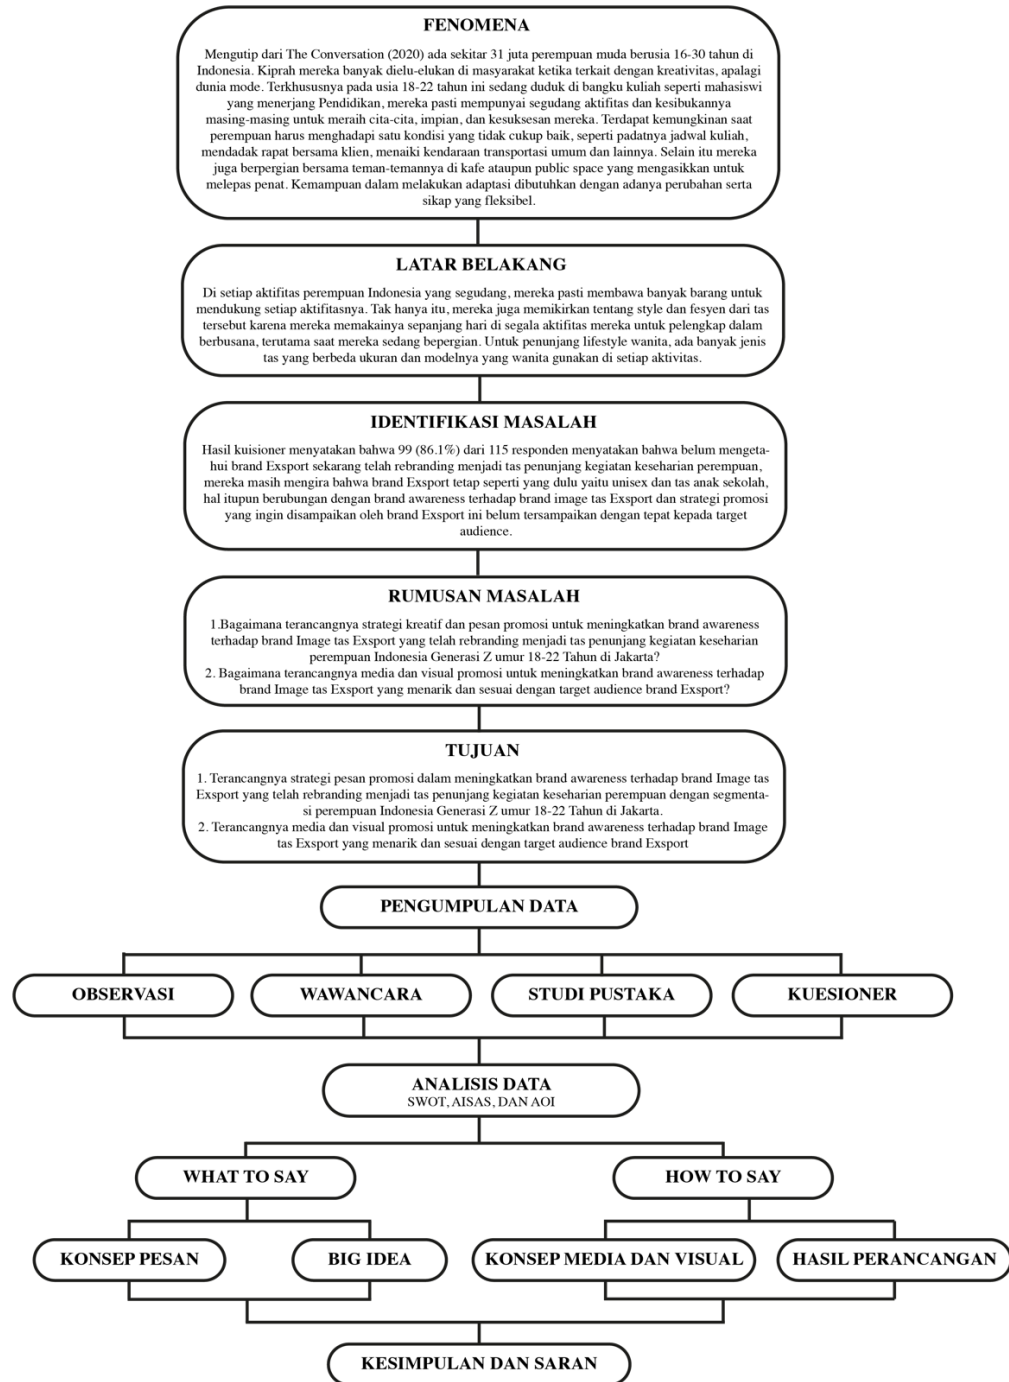 FENOMENA
Mengutip dari The Conversation (2020) ada sekitar 31 juta perempuan muda berusia 16-30 tahun di
Indonesia. Kiprah mereka banyak dielu-elukan di masyarakat ketika terkait dengan kreativitas, apalagi
dunia mode. Terkhususnya pada usia 18-22 tahun ini sedang duduk di bangku kuliah seperti mahasiswi
yang menerjang Pendidikan, mereka pasti mempunyai segudang aktifitas dan kesibukannya
masing-masing untuk meraih cita-cita, impian, dan kesuksesan mereka. Terdapat kemungkinan saat
perempuan harus menghadapi satu kondisi yang tidak cukup baik, seperti padatnya jadwal kuliah,
mendadak rapat bersama klien, menaiki kendaraan transportasi umum dan lainnya. Selain itu mereka
juga berpergian bersama teman-temannya di kafe ataupun public space yang mengasikkan untuk
melepas penat. Kemampuan dalam melakukan adaptasi dibutuhkan dengan adanya perubahan serta
sikap yang fleksibel.
LATAR BELAKANG
Di setiap aktifitas perempuan Indonesia yang segudang, mereka pasti membawa banyak barang untuk
mendukung setiap aktifitasnya. Tak hanya itu, mereka juga memikirkan tentang style dan fesyen dari tas
tersebut karena mereka memakainya sepanjang hari di segala aktifitas mereka untuk pelengkap dalam
berbusana, terutama saat mereka sedang bepergian. Untuk penunjang lifestyle wanita, ada banyak jenis
tas yang berbeda ukuran dan modelnya yang wanita gunakan di setiap aktivitas.
IDENTIFIKASI MASALAH
Hasil kuisioner menyatakan bahwa 99 (86.1%) dari 115 responden menyatakan bahwa belum mengeta-
hui brand Exsport sekarang telah rebranding menjadi tas penunjang kegiatan keseharian perempuan,
mereka masih mengira bahwa brand Exsport tetap seperti yang dulu yaitu unisex dan tas anak sekolah,
hal itupun berubungan dengan brand awareness terhadap brand image tas Exsport dan strategi promosi
yang ingin disampaikan oleh brand Exsport ini belum tersampaikan dengan tepat kepada target
audience.
RUMUSAN MASALAH
1.Bagaimana terancangnya strategi kreatif dan pesan promosi untuk meningkatkan brand awareness
terhadap brand Image tas Exsport yang telah rebranding menjadi tas penunjang kegiatan keseharian
perempuan Indonesia Generasi Z umur 18-22 Tahun di Jakarta?
2. Bagaimana terancangnya media dan visual promosi untuk meningkatkan brand awareness terhadap
brand Image tas Exsport yang menarik dan sesuai dengan target audience brand Exsport?
TUJUAN
1. Terancangnya strategi pesan promosi dalam meningkatkan brand awareness terhadap brand Image tas
Exsport yang telah rebranding menjadi tas penunjang kegiatan keseharian perempuan dengan segmenta-
si perempuan Indonesia Generasi Z umur 18-22 Tahun di Jakarta.
2. Terancangnya media dan visual promosi untuk meningkatkan brand awareness terhadap brand Image
tas Exsport yang menarik dan sesuai dengan target audience brand Exsport
PENGUMPULAN DATA
OBSERVASI
WAWANCARA
STUDI PUSTAKA
KUESIONER
ANALISIS DATA
SWOT, AISAS, DAN AOI
WHAT TO SAY
HOW TO SAY
KONSEP PESAN
BIG IDEA
KONSEP MEDIA DAN VISUAL
HASIL PERANCANGAN
KESIMPULAN DAN SARAN